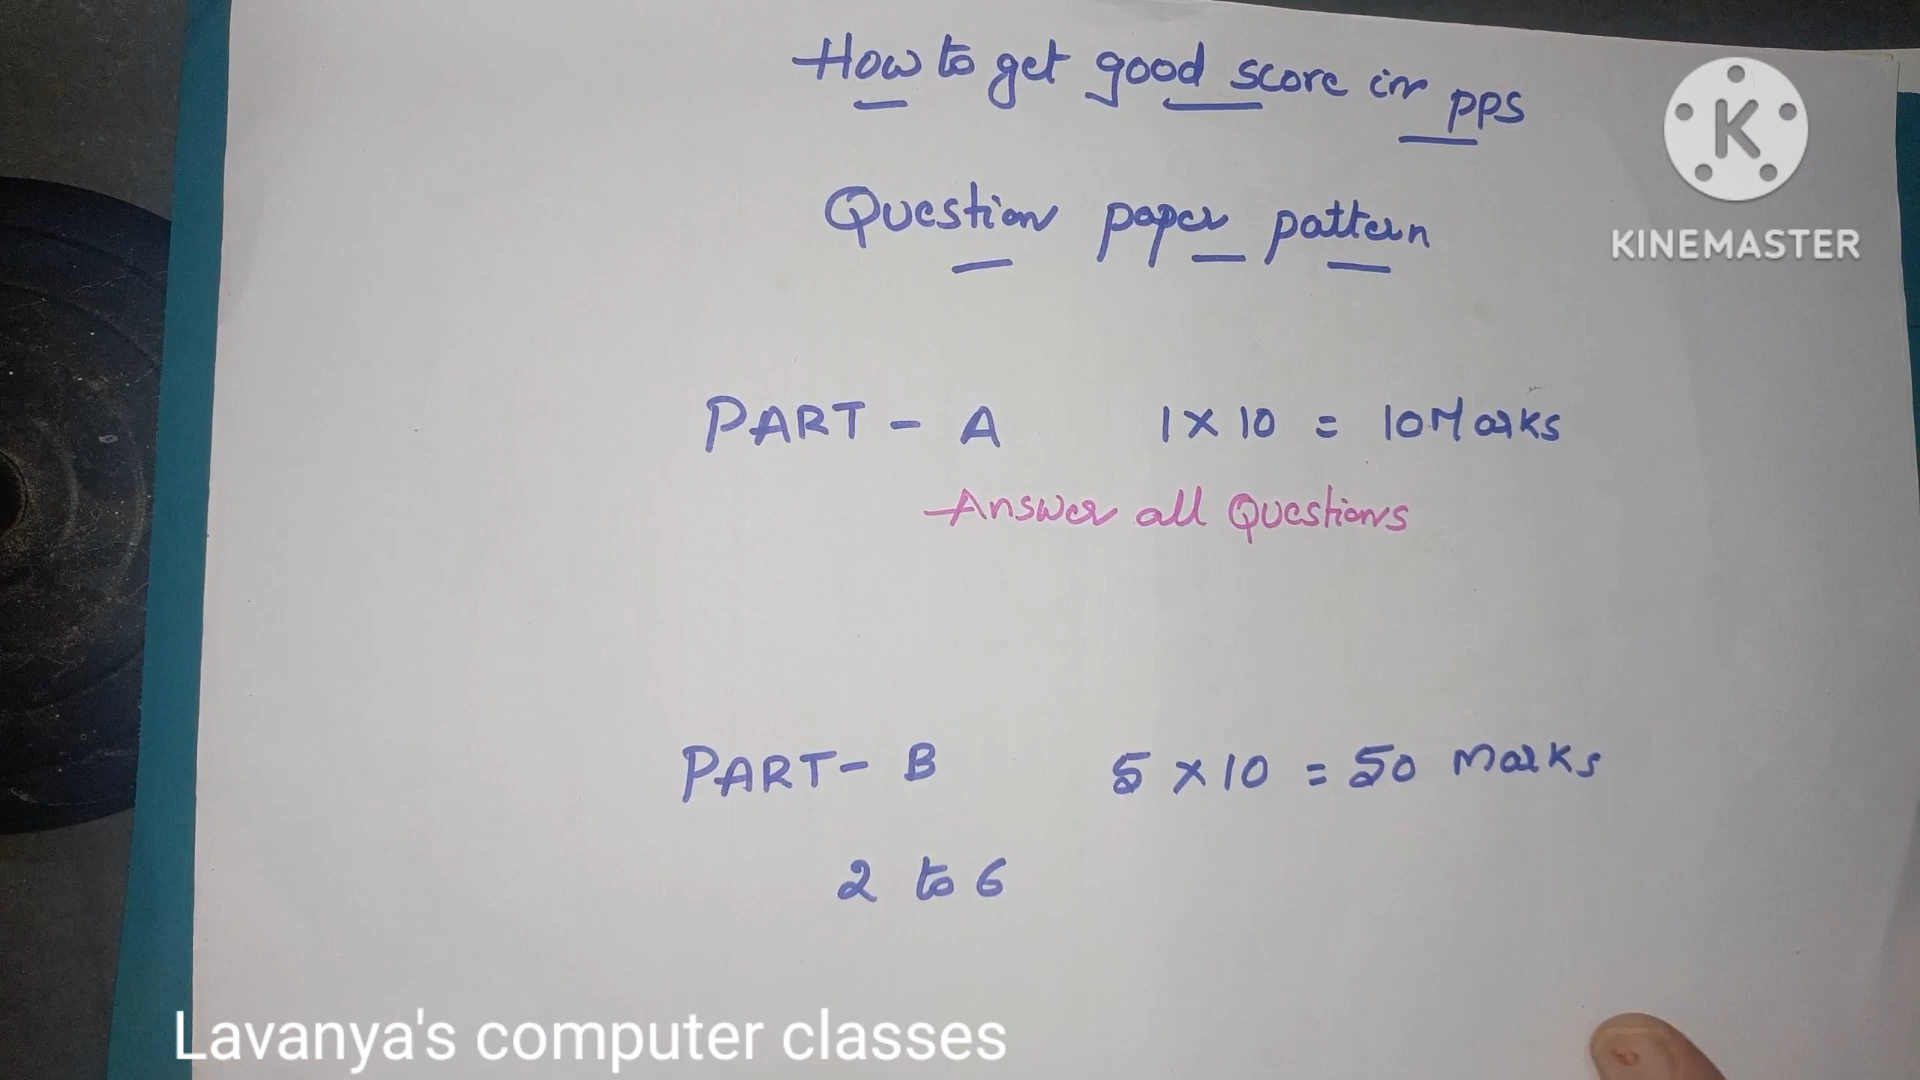 How to get good score in pps
K
KINEMASTER
Question paper pattern
PART - A 1 x 10 = 10 Marks
Answer all Questions
PART - B 5 x 10 = 50 Marks
2 to 6
Lavanya's computer classes